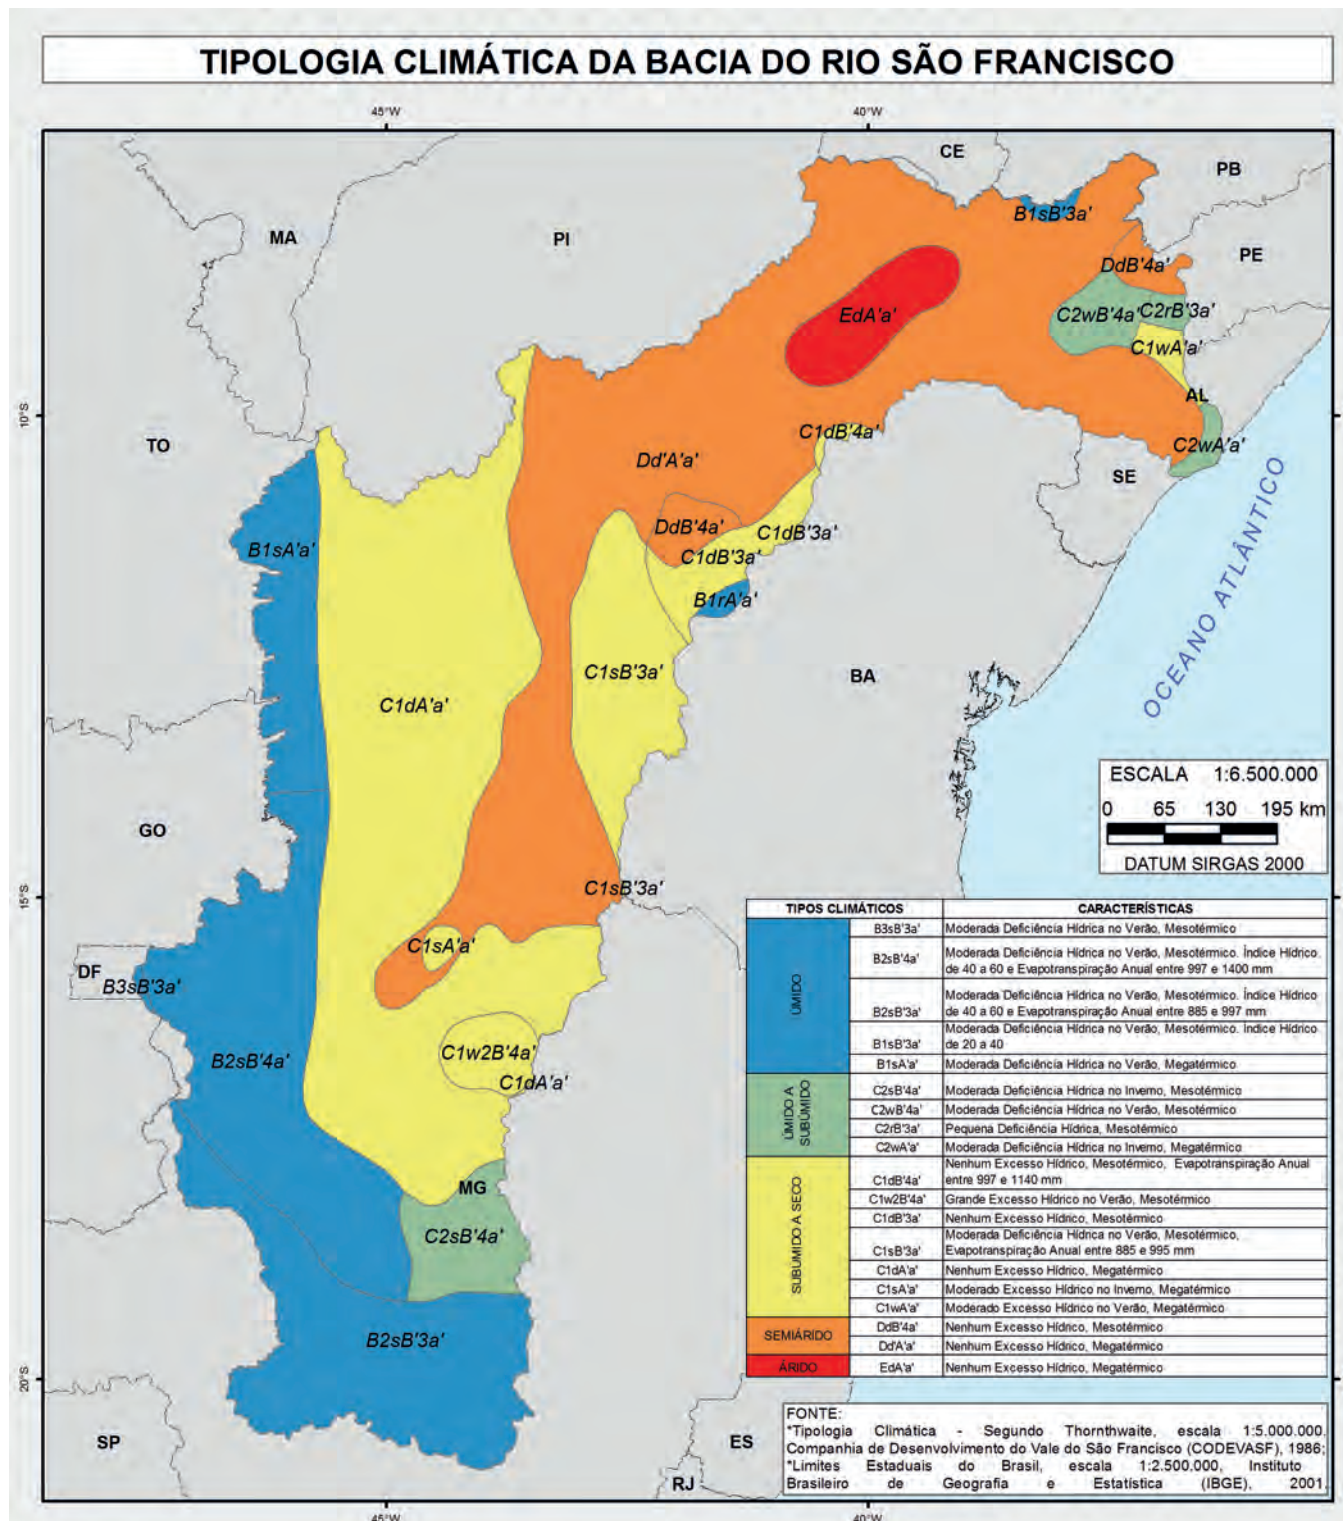 TIPOLOGIA CLIMÁTICA DA BACIA DO RIO SÃO FRANCISCO
45°W
40°W
CE
PB
MA
PI
B1sB'3a'
PE
DdB'4a'
EdA'a'
C2wB'4a'
C2rB'3a'
C1wA'a'
AL
10°S
10°S
TO
C1dB'4a'
C2wA'a'
Dd'A'a'
SE
DdB'4a'
C1dB'3a'
B1sA'a'
C1dB'3a'
B1rA'a'
OCEANO ATLÂNTICO
C1sB'3a'
BA
C1dA'a'
ESCALA 1:6.500.000
0 65 130 195 km
DATUM SIRGAS 2000
GO
15°S
15°S
C1sB'3a'
C1sA'a'
DF
B3sB'3a'
B2sB'4a'
C1w2B'4a'
C1dA'a'
MG
C2sB'4a'
B2sB'3a'
20°S
20°S
SP
ES
RJ
45°W
40°W
TIPOS CLIMÁTICOS CARACTERÍSTICAS
ÚMIDO
B3sB'3a' Moderada Deficiência Hídrica no Verão, Mesotérmico
B2sB'4a' Moderada Deficiência Hídrica no Verão, Mesotérmico. Índice Hídrico
de 40 a 60 e Evapotranspiração Anual entre 997 e 1400 mm
B2sB'3a' Moderada Deficiência Hídrica no Verão, Mesotérmico. Índice Hídrico
de 40 a 60 e Evapotranspiração Anual entre 885 e 997 mm
B1sB'3a' Moderada Deficiência Hídrica no Verão, Mesotérmico. Índice Hídrico
de 20 a 40
B1sA'a' Moderada Deficiência Hídrica no Verão, Megatérmico
ÚMIDO A
SUBÚMIDO
C2sB'4a' Moderada Deficiência Hídrica no Inverno, Mesotérmico
C2wB'4a' Moderada Deficiência Hídrica no Verão, Mesotérmico
C2rB'3a' Pequena Deficiência Hídrica, Mesotérmico
C2wA'a' Moderada Deficiência Hídrica no Inverno, Megatérmico
SUBÚMIDO A SECO
C1dB'4a' Nenhum Excesso Hídrico, Mesotérmico, Evapotranspiração Anual
entre 997 e 1140 mm
C1w2B'4a' Grande Excesso Hídrico no Verão, Mesotérmico
C1dB'3a' Nenhum Excesso Hídrico, Mesotérmico
C1sB'3a' Moderada Deficiência Hídrica no Verão, Mesotérmico,
Evapotranspiração Anual entre 885 e 995 mm
C1dA'a' Nenhum Excesso Hídrico, Megatérmico
C1sA'a' Moderado Excesso Hídrico no Inverno, Megatérmico
C1wA'a' Moderado Excesso Hídrico no Verão, Megatérmico
SEMIÁRIDO
DdB'4a' Nenhum Excesso Hídrico, Mesotérmico
Dd'A'a' Nenhum Excesso Hídrico, Megatérmico
ÁRIDO
EdA'a' Nenhum Excesso Hídrico, Megatérmico
FONTE:
*Tipologia Climática - Segundo Thornthwaite, escala 1:5.000.000,
Companhia de Desenvolvimento do Vale do São Francisco (CODEVASF), 1986;
*Limites Estaduais do Brasil, escala 1:2.500.000, Instituto
Brasileiro de Geografia e Estatística (IBGE), 2001.